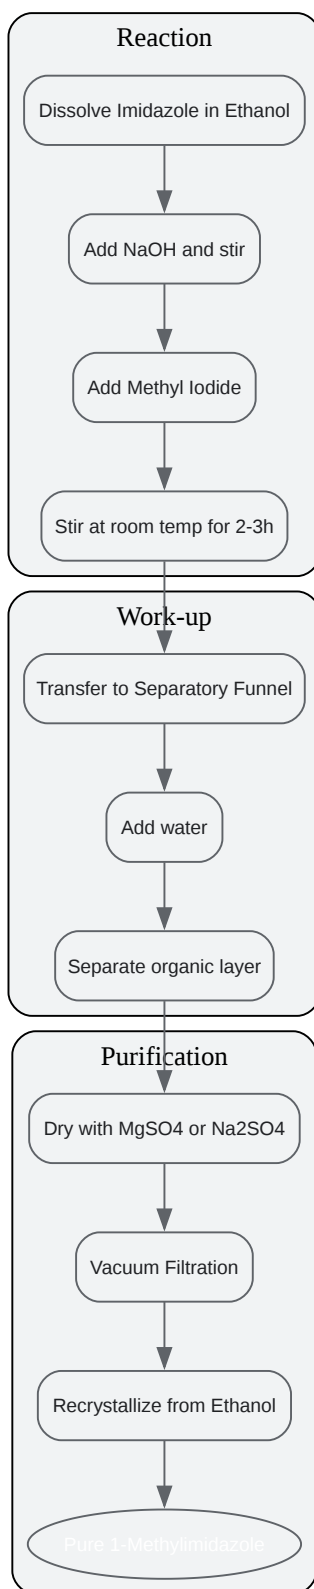 Reaction
Dissolve Imidazole in Ethanol
Add NaOH and stir
Add Methyl Iodide
Stir at room temp for 2-3h
Work-up
Transfer to Separatory Funnel
Add water
Separate organic layer
Purification
Dry with MgSO4 or Na2SO4
Vacuum Filtration
Recrystallize from Ethanol
Pure 1-Methylimidazole